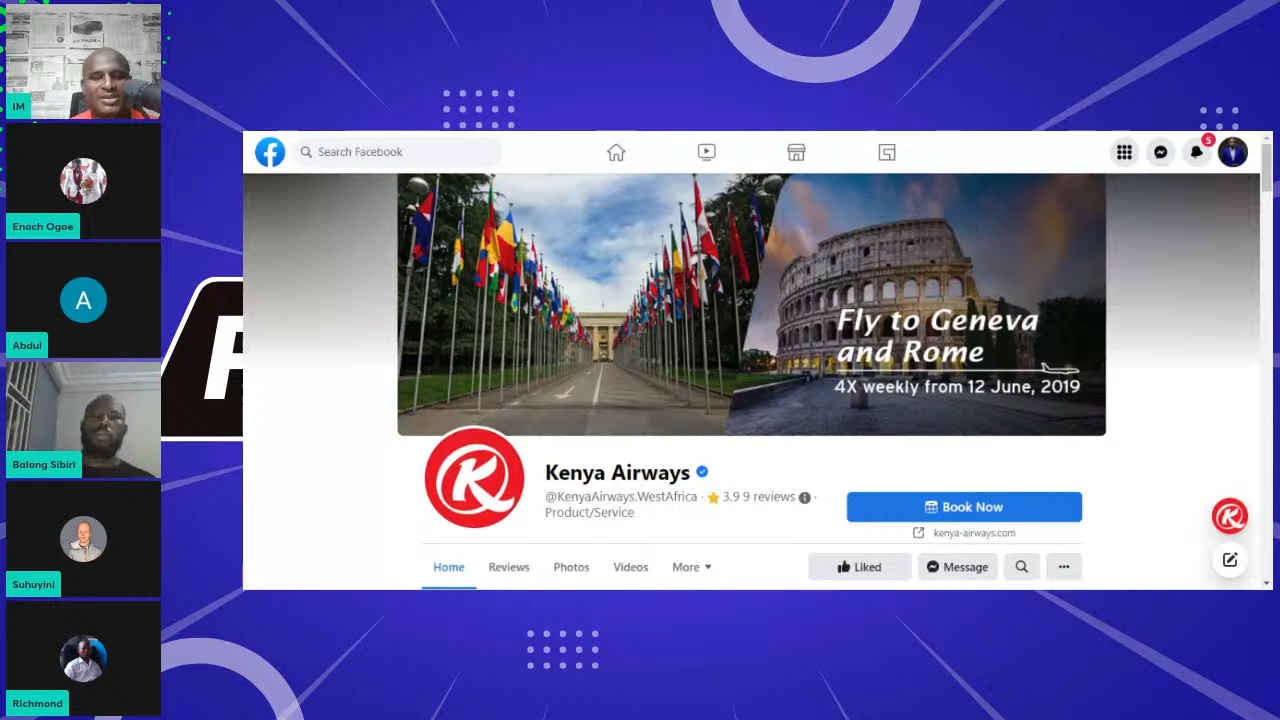 IM
Enoch Ogoe
A
Abdul
Balong Sibiri
Suhuyini
Richmond
Search Facebook
5
Fly to Geneva
and Rome
4X weekly from 12 June, 2019
Kenya Airways
@KenyaAirways.WestAfrica · 3.9 9 reviews ·
Product/Service
Book Now
kenya-airways.com
Home Reviews Photos Videos More
Liked Message